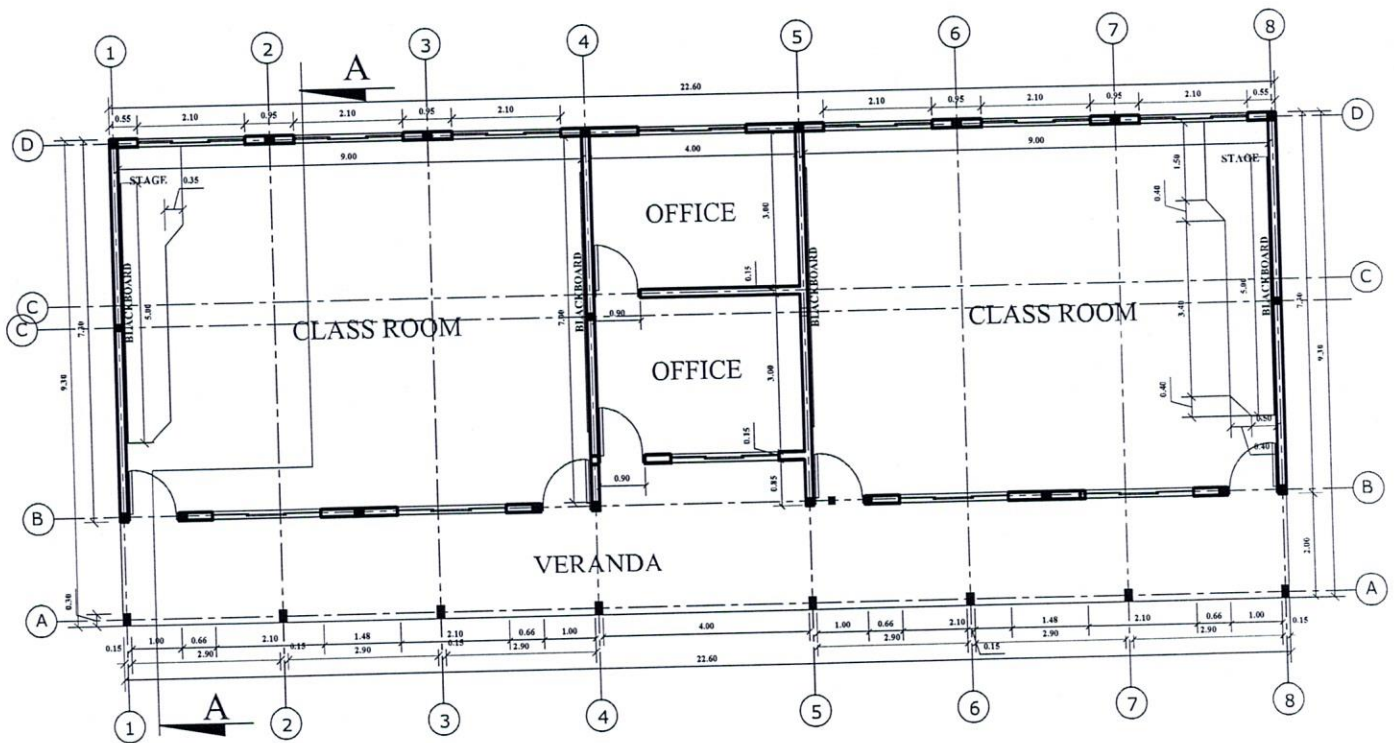 1 2 3 4 5 6 7 8
A
22.60
0.55 2.10 0.95 2.10 0.95 2.10 2.10 0.95 2.10 0.95 2.10 0.55
D D
9.00 4.00 9.00
STAGE 0.35 STAGE
OFFICE
1.50
0.40
3.00
0.15
BLACKBOARD BLACKBOARD BLACKBOARD BLACKBOARD
C C
C
CLASS ROOM CLASS ROOM
5.00 7.00 0.90 3.40 5.00
9.30 9.30
OFFICE
3.00
0.40
0.50
0.15 0.40
0.90 0.85
B B
VERANDA
2.00
0.30
A A
1.00 0.66 2.10 1.48 2.10 0.66 1.00 4.00 1.00 0.66 2.10 1.48 2.10 0.66 1.00 0.15
0.15 2.90 2.90 0.15 0.15 2.90 2.90 0.15 2.90 2.90
22.60
A
1 2 3 4 5 6 7 8